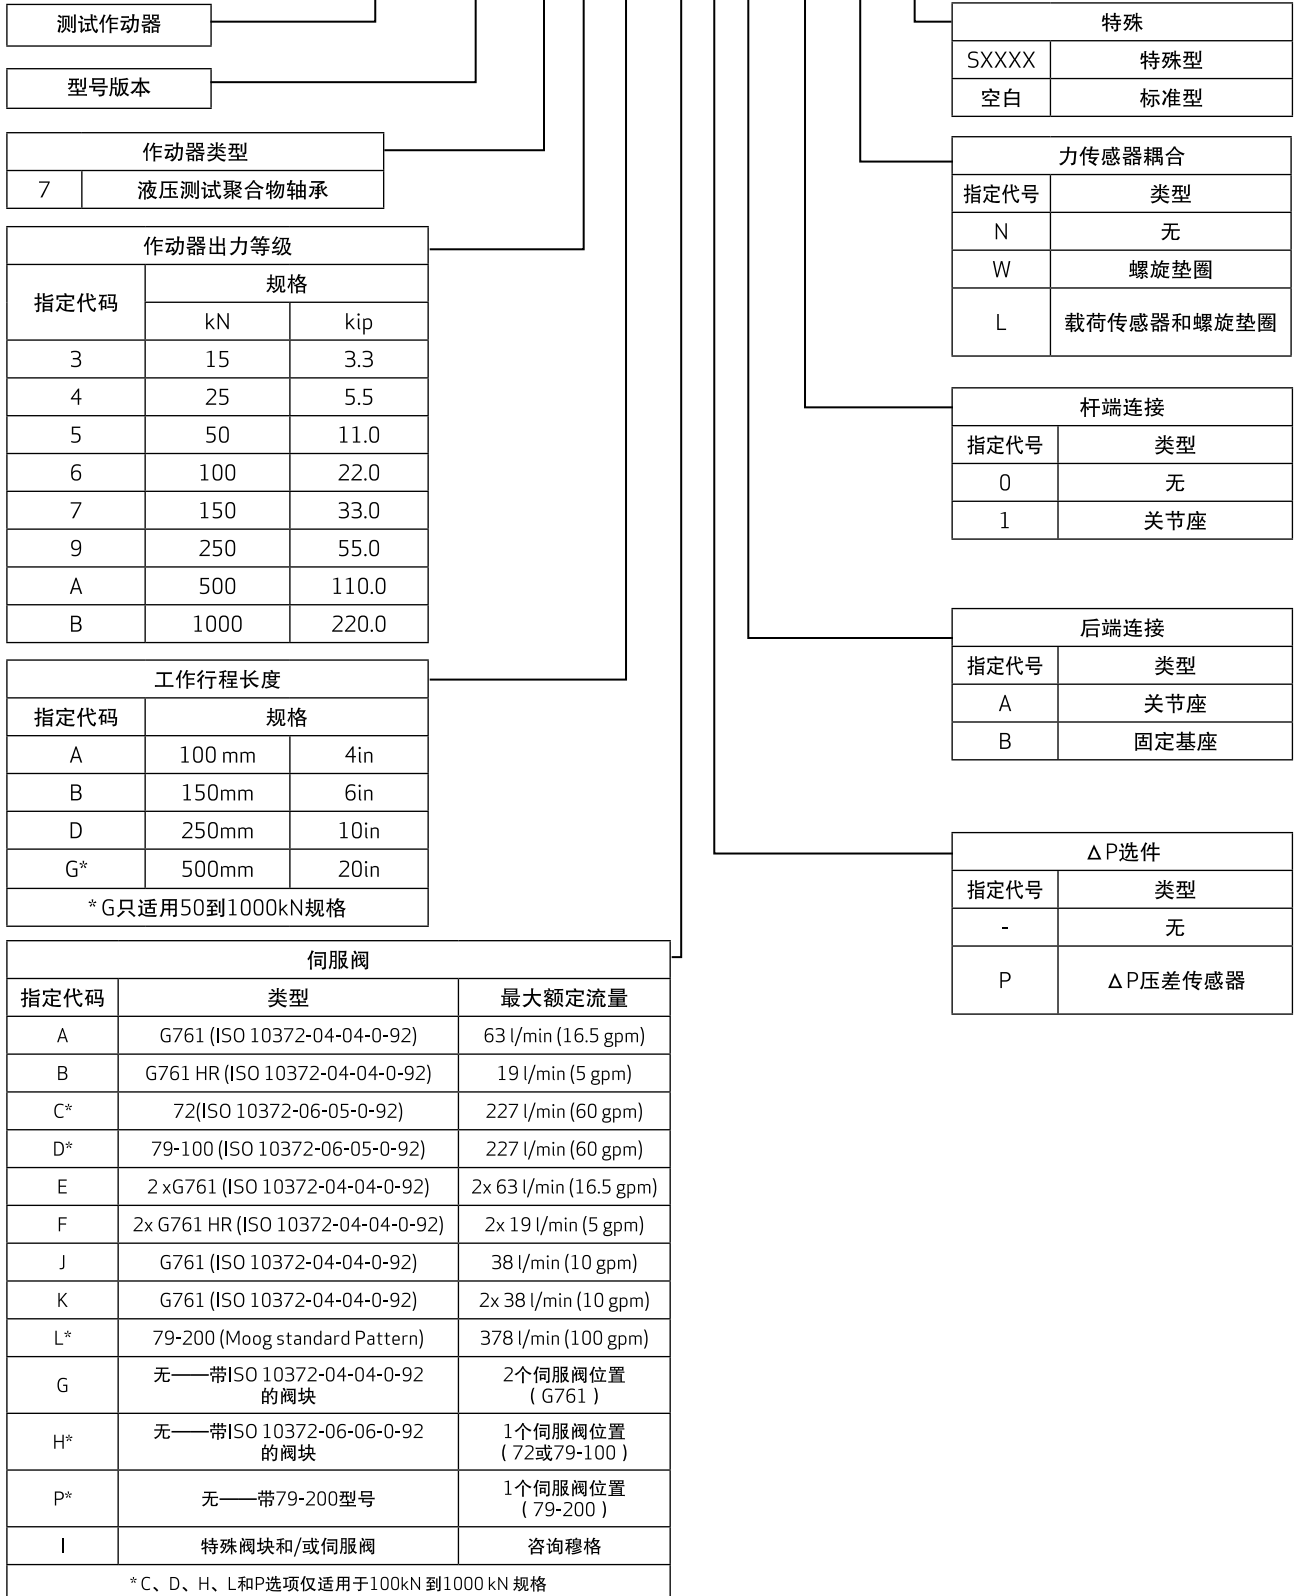 测试作动器
型号版本
作动器类型
7 液压测试聚合物轴承
作动器出力等级
指定代码 规格
kN kip
3 15 3.3
4 25 5.5
5 50 11.0
6 100 22.0
7 150 33.0
9 250 55.0
A 500 110.0
B 1000 220.0
工作行程长度
指定代码 规格
A 100 mm 4in
B 150mm 6in
D 250mm 10in
G* 500mm 20in
* G只适用50到1000kN规格
伺服阀
指定代码 类型 最大额定流量
A G761 (ISO 10372-04-04-0-92) 63 l/min (16.5 gpm)
B G761 HR (ISO 10372-04-04-0-92) 19 l/min (5 gpm)
C* 72(ISO 10372-06-05-0-92) 227 l/min (60 gpm)
D* 79-100 (ISO 10372-06-05-0-92) 227 l/min (60 gpm)
E 2 xG761 (ISO 10372-04-04-0-92) 2x 63 l/min (16.5 gpm)
F 2x G761 HR (ISO 10372-04-04-0-92) 2x 19 l/min (5 gpm)
J G761 (ISO 10372-04-04-0-92) 38 l/min (10 gpm)
K G761 (ISO 10372-04-04-0-92) 2x 38 l/min (10 gpm)
L* 79-200 (Moog standard Pattern) 378 l/min (100 gpm)
G 无——带ISO 10372-04-04-0-92
的阀块 2个伺服阀位置
（G761）
H* 无——带ISO 10372-06-06-0-92
的阀块 1个伺服阀位置
（72或79-100）
P* 无——带79-200型号 1个伺服阀位置
（79-200）
I 特殊阀块和/或伺服阀 咨询穆格
*C、D、H、L和P选项仅适用于100kN 到1000 kN 规格
特殊
SXXXX 特殊型
空白 标准型
力传感器耦合
指定代号 类型
N 无
W 螺旋垫圈
L 载荷传感器和螺旋垫圈
杆端连接
指定代号 类型
0 无
1 关节座
后端连接
指定代号 类型
A 关节座
B 固定基座
ΔP选件
指定代号 类型
- 无
P ΔP压差传感器